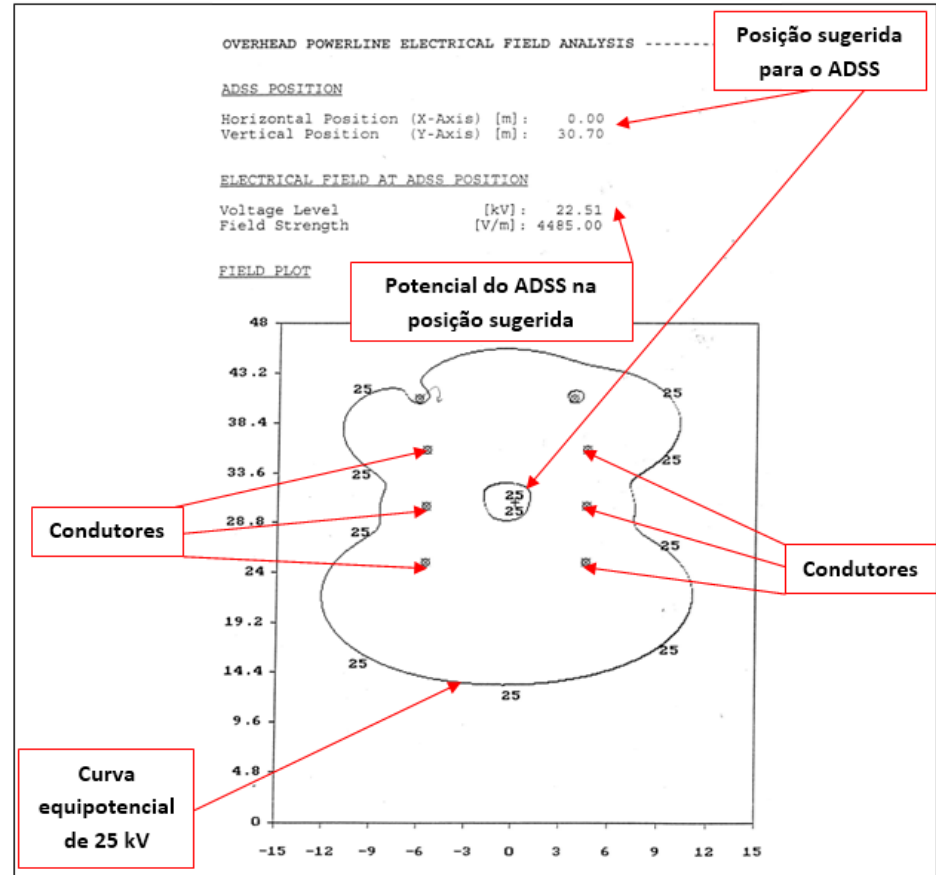 OVERHEAD POWERLINE ELECTRICAL FIELD ANALYSIS -------
Posição sugerida
para o ADSS
ADSS POSITION
Horizontal Position (X-Axis) [m]: 0.00
Vertical Position (Y-Axis) [m]: 30.70
ELECTRICAL FIELD AT ADSS POSITION
Voltage Level [kV]: 22.51
Field Strength [V/m]: 4485.00
FIELD PLOT
Potencial do ADSS na
posição sugerida
48
43.2
38.4
33.6
28.8
24
19.2
14.4
9.6
4.8
0
25
25
25
25
25
25
25
25
25
25
25
Condutores
Condutores
Curva
equipotencial
de 25 kV
-15 -12 -9 -6 -3 0 3 6 9 12 15